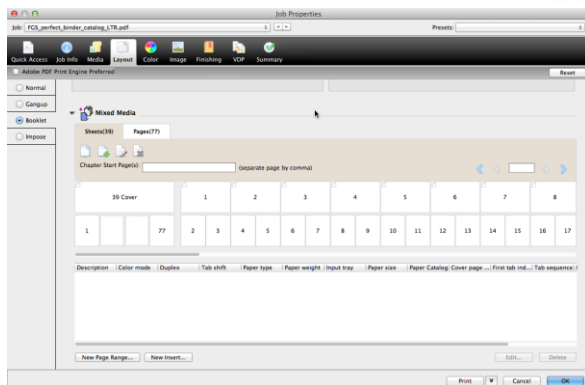 Job Properties
Job: FGS_perfect_binder_catalog_LTR.pdf
Presets:
Quick Access Job Info Media Layout Color Image Finishing VDP Summary
Adobe PDF Print Engine Preferred
Reset
Normal
Gangup
Booklet
Impose
Mixed Media
Sheets(39) Pages(77)
Chapter Start Page(s): (separate page by comma)
39 Cover 1 2 3 4 5 6 7 8
1 77 2 3 4 5 6 7 8 9 10 11 12 13 14 15 16 17
Description Color mode Duplex Tab shift Paper type Paper weight Input tray Paper size Paper Catalog Cover page ... First tab ind... Tab sequence
New Page Range... New Insert... Edit... Delete
Print Cancel OK